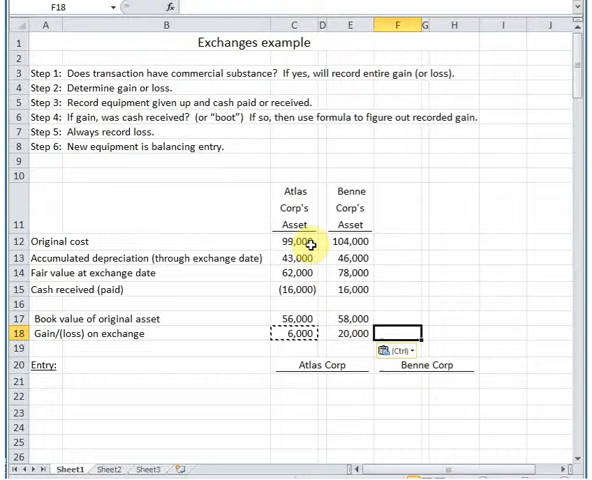 F18 fx
A B C D E F G H I J
1 Exchanges example
2
3 Step 1: Does transaction have commercial substance? If yes, will record entire gain (or loss).
4 Step 2: Determine gain or loss.
5 Step 3: Record equipment given up and cash paid or received.
6 Step 4: If gain, was cash received? (or "boot") If so, then use formula to figure out recorded gain.
7 Step 5: Always record loss.
8 Step 6: New equipment is balancing entry.
9
10
Atlas Benne
Corp's Corp's
11 Asset Asset
12 Original cost 99,000 104,000
13 Accumulated depreciation (through exchange date) 43,000 46,000
14 Fair value at exchange date 62,000 78,000
15 Cash received (paid) (16,000) 16,000
16
17 Book value of original asset 56,000 58,000
18 Gain/(loss) on exchange 6,000 20,000
19 (Ctrl)
20 Entry: Atlas Corp Benne Corp
21
22
23
24
25
26
Sheet1 Sheet2 Sheet3